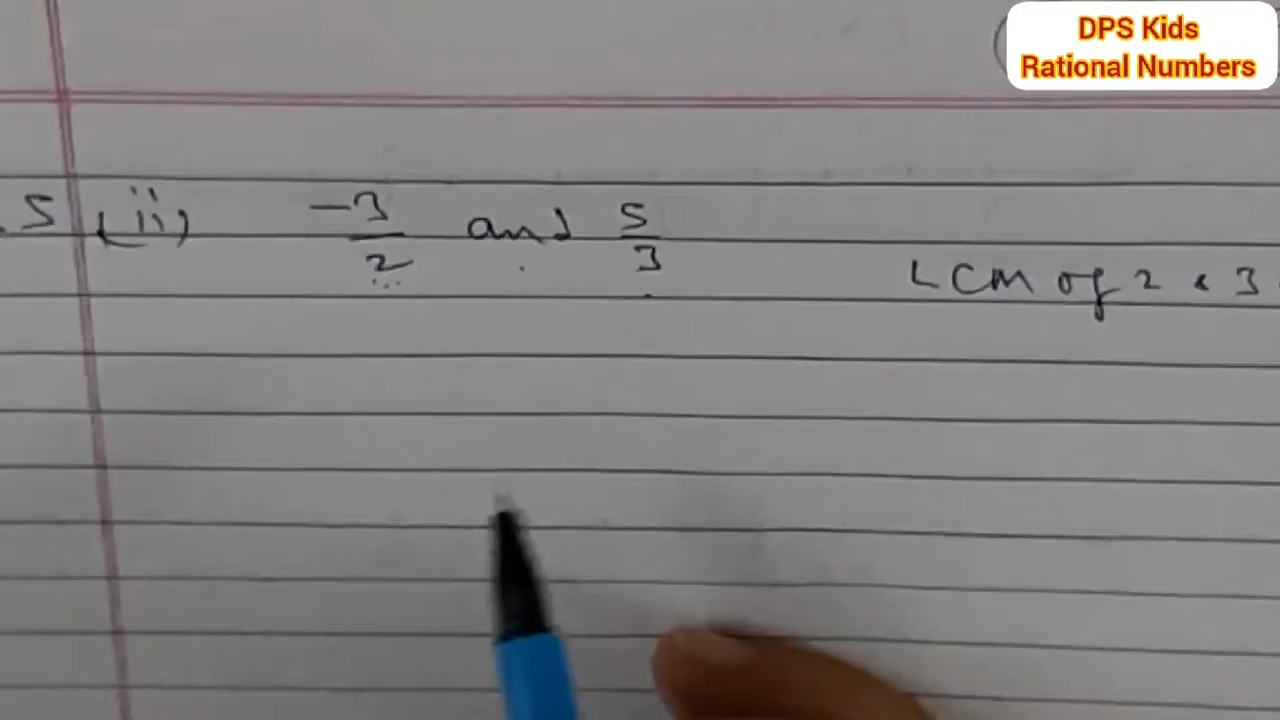 DPS Kids
Rational Numbers
5 (ii) -3/2 and 5/3
LCM of 2 & 3